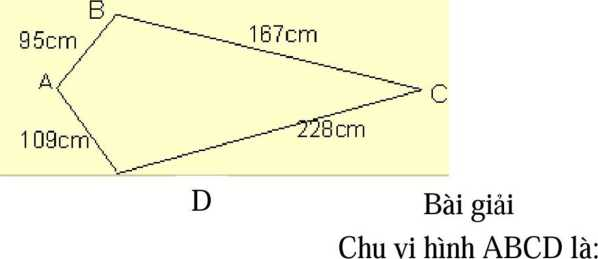 B
95cm
167cm
A
C
109cm
228cm
D
Bài giải
Chu vi hình ABCD là: